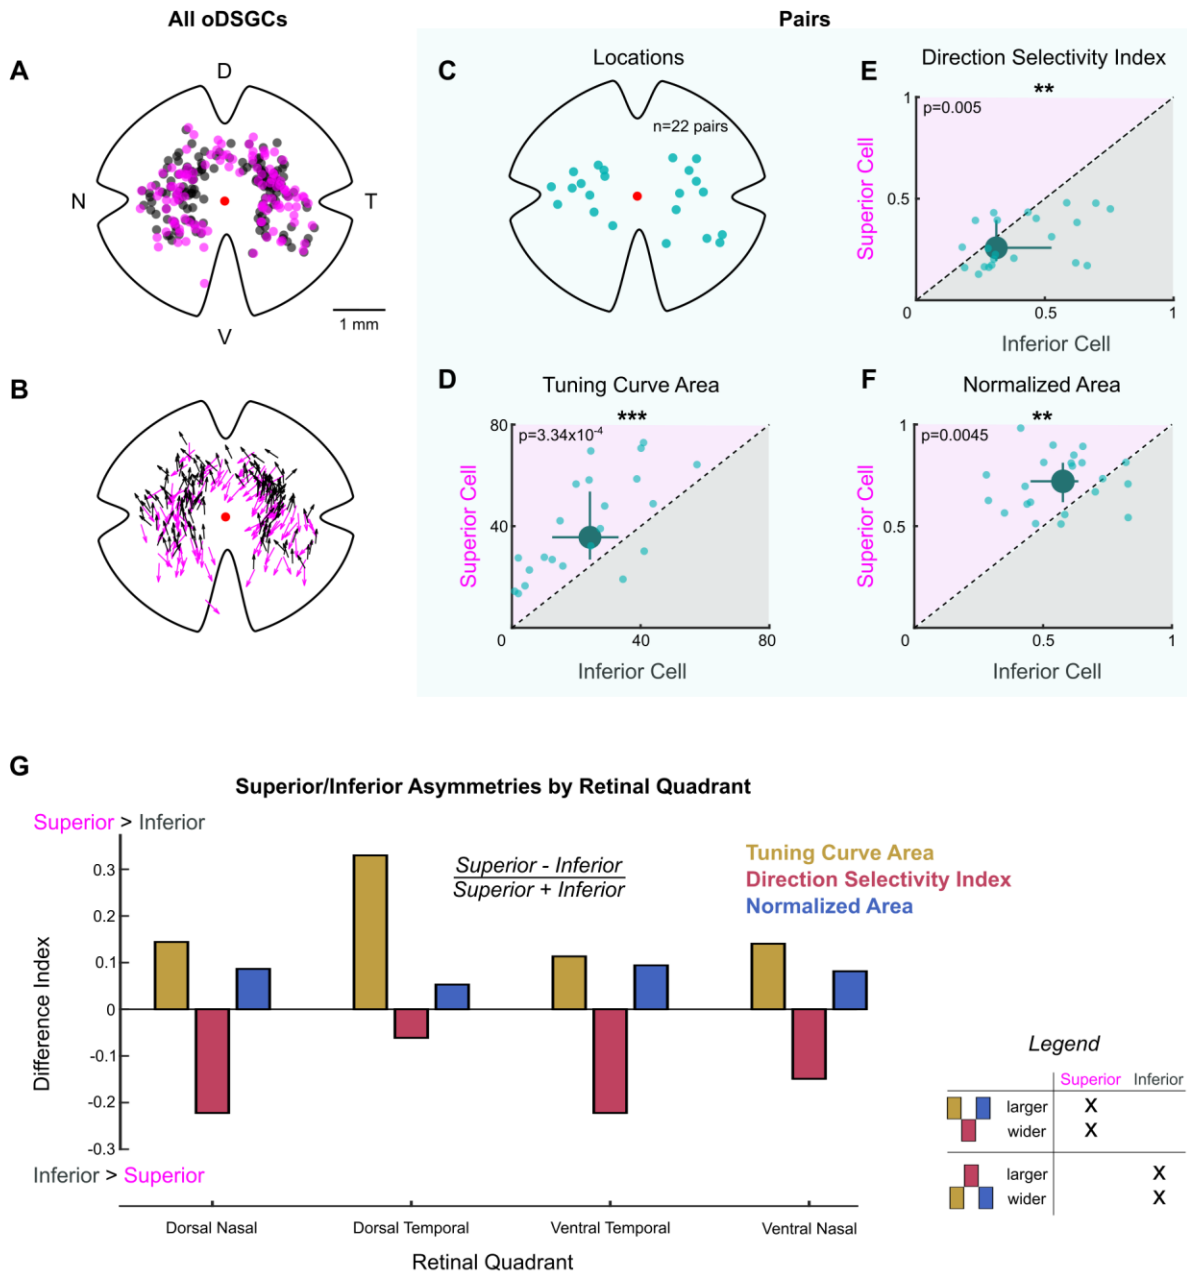 All oDSGCs
Pairs
A
D
N
T
V
1 mm
B
C
Locations
n=22 pairs
E
Direction Selectivity Index
**
p=0.005
1
0.5
0
0.5
1
Superior Cell
Inferior Cell
D
Tuning Curve Area
***
p=3.34x10-4
80
40
0
40
80
Superior Cell
Inferior Cell
F
Normalized Area
**
p=0.0045
1
0.5
0
0.5
1
Superior Cell
Inferior Cell
G
Superior/Inferior Asymmetries by Retinal Quadrant
Superior > Inferior
Superior - Inferior
Superior + Inferior
Tuning Curve Area
Direction Selectivity Index
Normalized Area
0.3
0.2
0.1
0
-0.1
-0.2
-0.3
Difference Index
Inferior > Superior
Dorsal Nasal
Dorsal Temporal
Ventral Temporal
Ventral Nasal
Retinal Quadrant
Legend
Superior Inferior
larger X
wider X
larger X
wider X